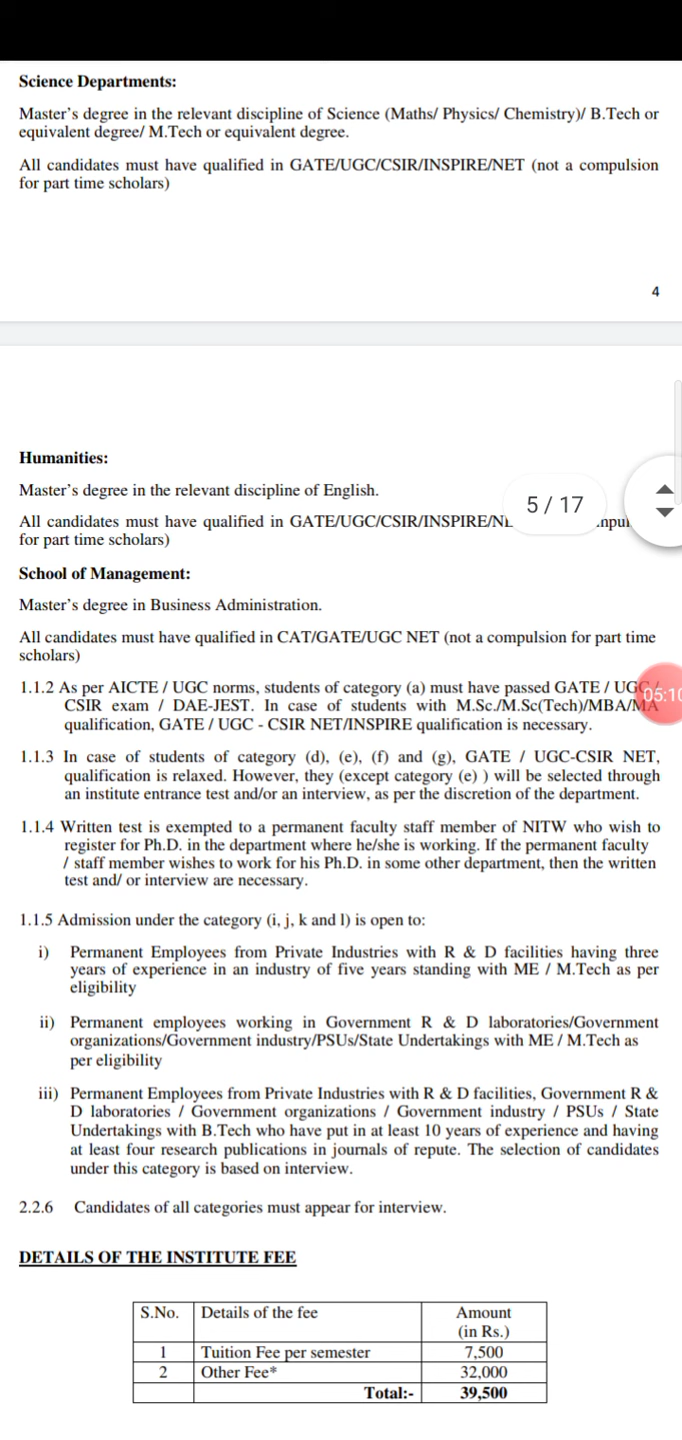 Science Departments:
Master's degree in the relevant discipline of Science (Maths/ Physics/ Chemistry)/ B.Tech or
equivalent degree/ M.Tech or equivalent degree.
All candidates must have qualified in GATE/UGC/CSIR/INSPIRE/NET (not a compulsion
for part time scholars)
4
Humanities:
Master's degree in the relevant discipline of English.
5 / 17
All candidates must have qualified in GATE/UGC/CSIR/INSPIRE/
for part time scholars)
School of Management:
Master's degree in Business Administration.
All candidates must have qualified in CAT/GATE/UGC NET (not a compulsion for part time
scholars)
1.1.2 As per AICTE / UGC norms, students of category (a) must have passed GATE / UGC
05:10
CSIR exam / DAE-JEST. In case of students with M.Sc./M.Sc(Tech)/MBA/MA
qualification, GATE / UGC - CSIR NET/INSPIRE qualification is necessary.
1.1.3 In case of students of category (d), (e), (f) and (g), GATE / UGC-CSIR NET,
qualification is relaxed. However, they (except category (e) ) will be selected through
an institute entrance test and/or an interview, as per the discretion of the department.
1.1.4 Written test is exempted to a permanent faculty staff member of NITW who wish to
register for Ph.D. in the department where he/she is working. If the permanent faculty
/ staff member wishes to work for his Ph.D. in some other department, then the written
test and/ or interview are necessary.
1.1.5 Admission under the category (i, j, k and l) is open to:
i) Permanent Employees from Private Industries with R & D facilities having three
years of experience in an industry of five years standing with ME / M.Tech as per
eligibility
ii) Permanent employees working in Government R & D laboratories/Government
organizations/Government industry/PSUs/State Undertakings with ME / M.Tech as
per eligibility
iii) Permanent Employees from Private Industries with R & D facilities, Government R &
D laboratories / Government organizations / Government industry / PSUs / State
Undertakings with B.Tech who have put in at least 10 years of experience and having
at least four research publications in journals of repute. The selection of candidates
under this category is based on interview.
2.2.6 Candidates of all categories must appear for interview.
DETAILS OF THE INSTITUTE FEE
S.No. Details of the fee Amount
(in Rs.)
1 Tuition Fee per semester 7,500
2 Other Fee* 32,000
Total:- 39,500